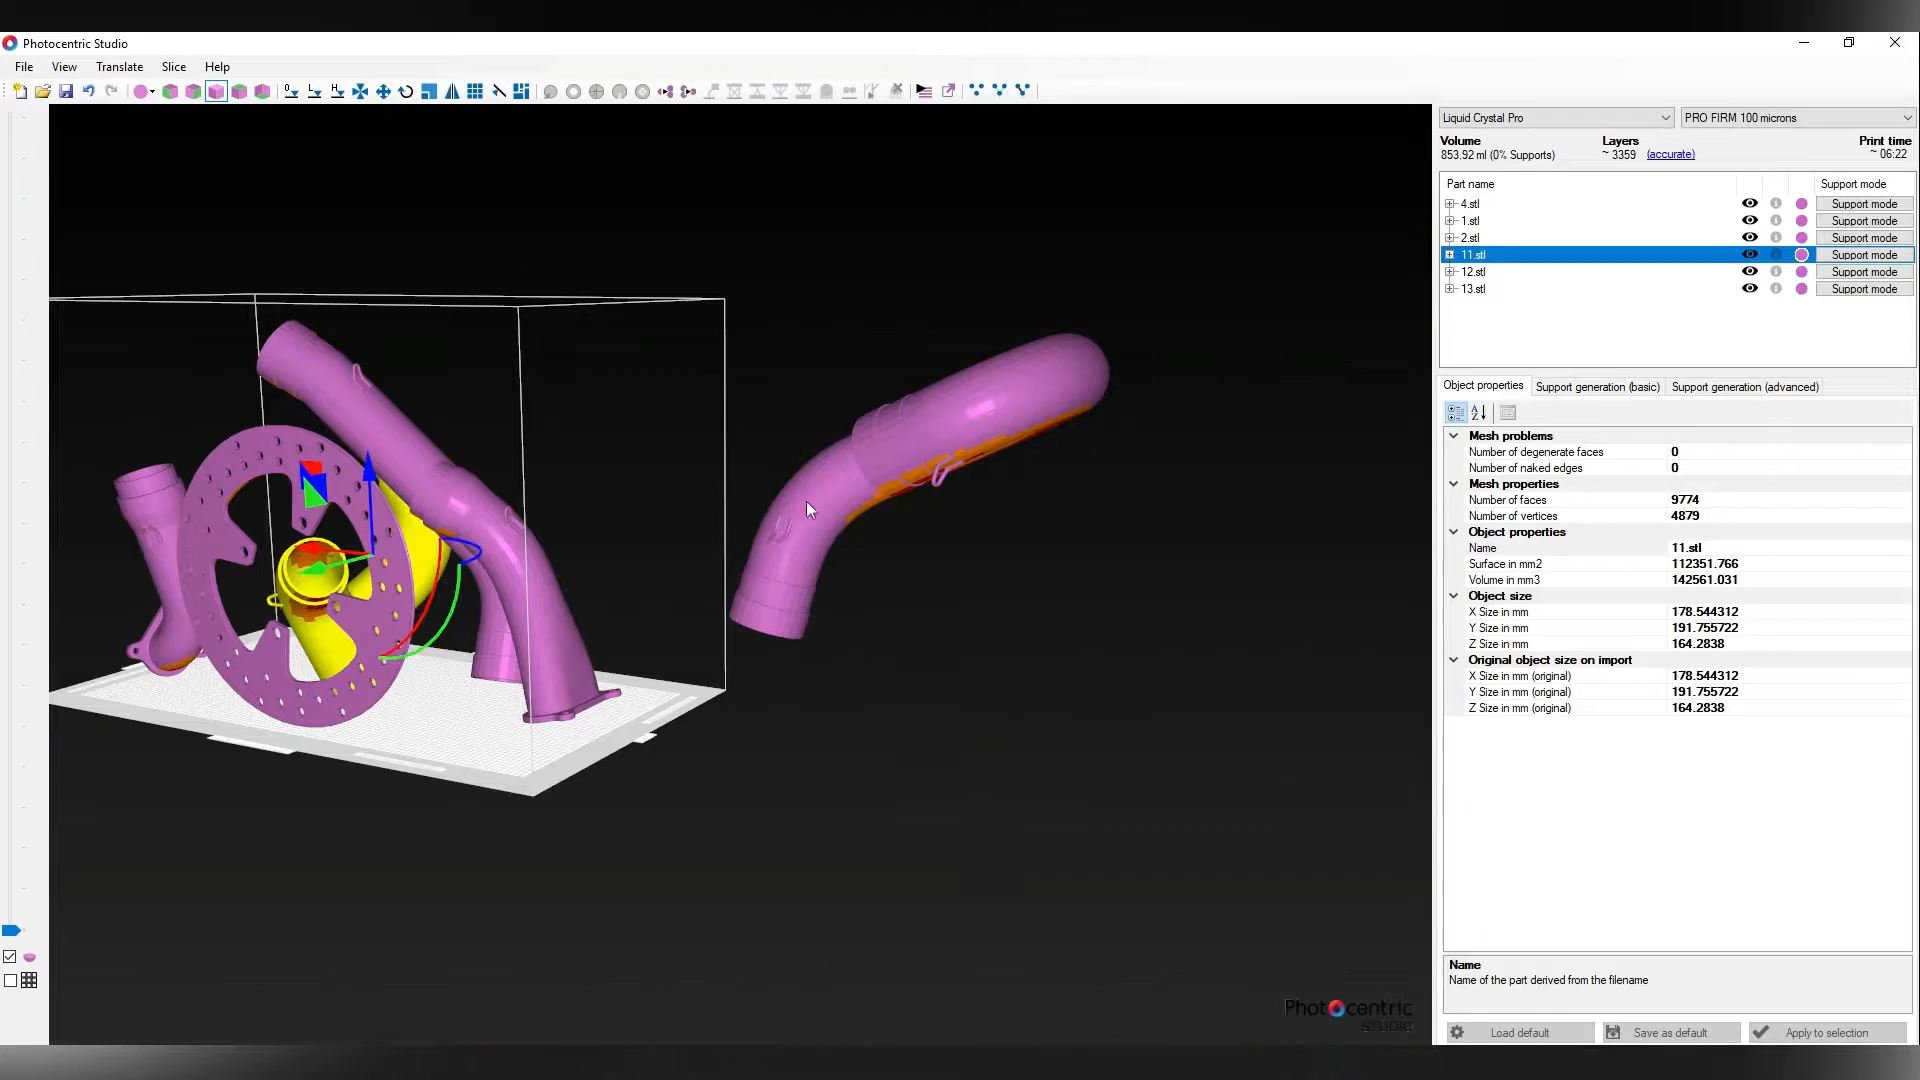 Photocentric Studio
File View Translate Slice Help
Liquid Crystal Pro PRO FIRM 100 microns
Volume Layers Print time
853.92 ml (0% Supports) ~ 3359 (accurate) ~ 06:22
Part name Support mode
4.stl Support mode
1.stl Support mode
2.stl Support mode
11.stl Support mode
12.stl Support mode
13.stl Support mode
Object properties Support generation (basic) Support generation (advanced)
Mesh problems
Number of degenerate faces 0
Number of naked edges 0
Mesh properties
Number of faces 9774
Number of vertices 4879
Object properties
Name 11.stl
Surface in mm2 112351.766
Volume in mm3 142561.031
Object size
X Size in mm 178.544312
Y Size in mm 191.755722
Z Size in mm 164.2838
Original object size on import
X Size in mm (original) 178.544312
Y Size in mm (original) 191.755722
Z Size in mm (original) 164.2838
Name
Name of the part derived from the filename
Photocentric
STUDIO
Load default Save as default Apply to selection